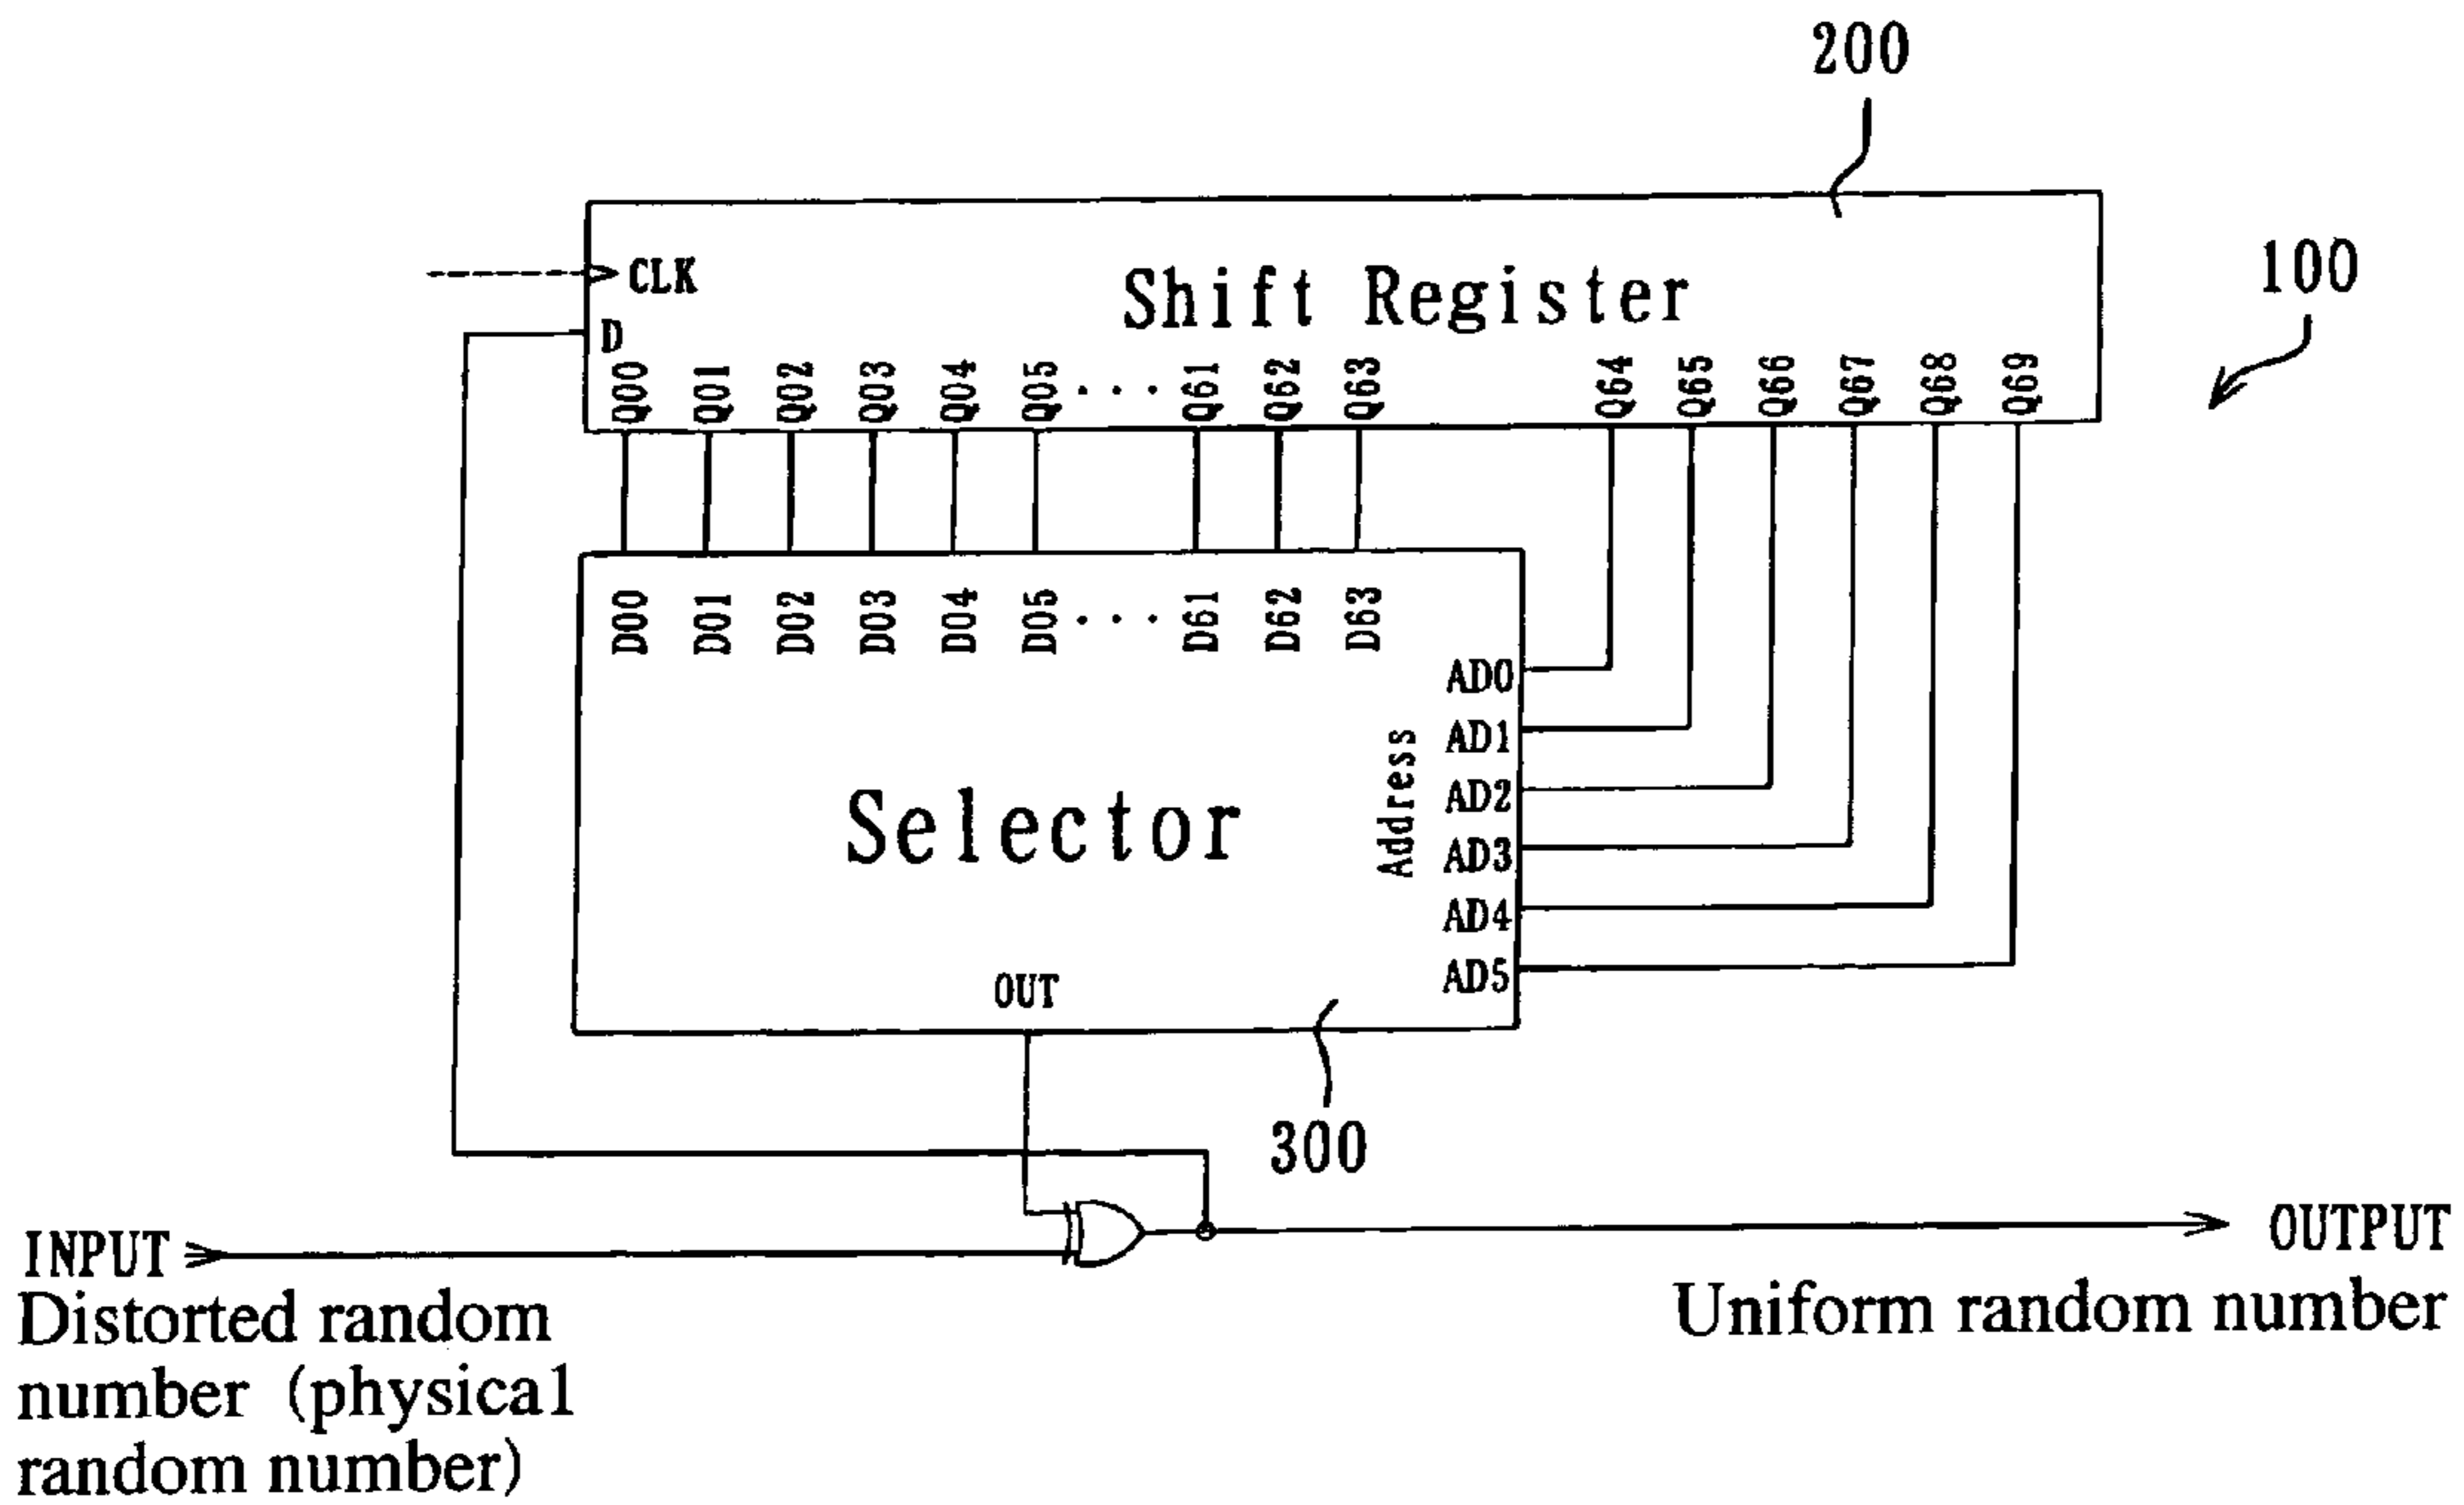 200
100
CLK
Shift Register
D
Q00 Q01 Q02 Q03 Q04 Q05 ··· Q61 Q62 Q63 Q64 Q65 Q66 Q67 Q68 Q69
D00 D01 D02 D03 D04 D05 ··· D61 D62 D63
AD0
AD1
AD2
AD3
AD4
AD5
Address
Selector
OUT
300
INPUT
Distorted random
number (physical
random number)
OUTPUT
Uniform random number